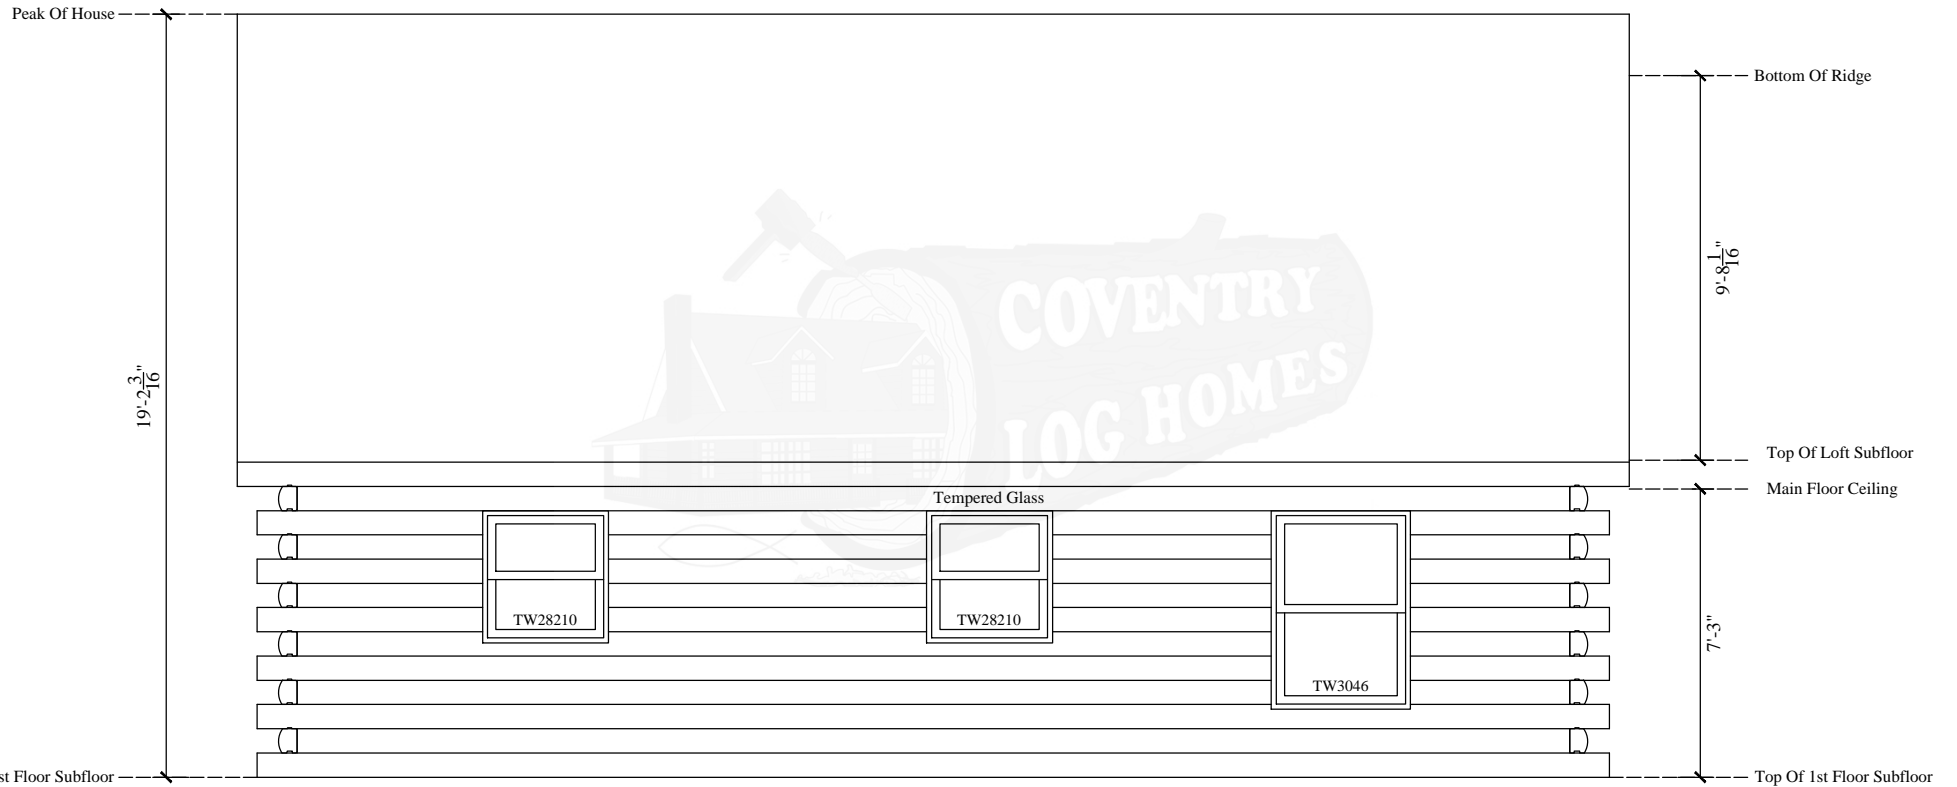 Peak Of House
Bottom Of Ridge
9'-8 1/16"
19'-2 3/16"
COVENTRY
LOG HOMES
Top Of Loft Subfloor
Main Floor Ceiling
Tempered Glass
TW28210
TW28210
TW3046
7'-3"
st Floor Subfloor
Top Of 1st Floor Subfloor